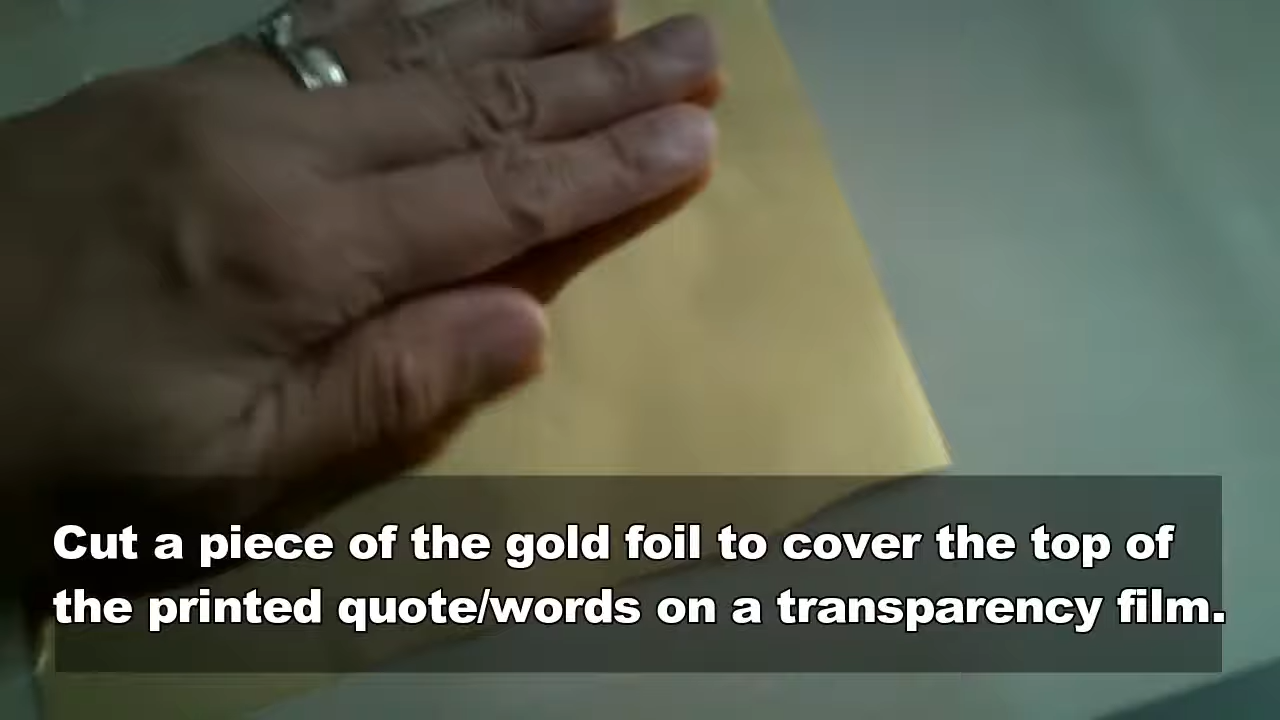 Cut a piece of the gold foil to cover the top of
the printed quote/words on a transparency film.